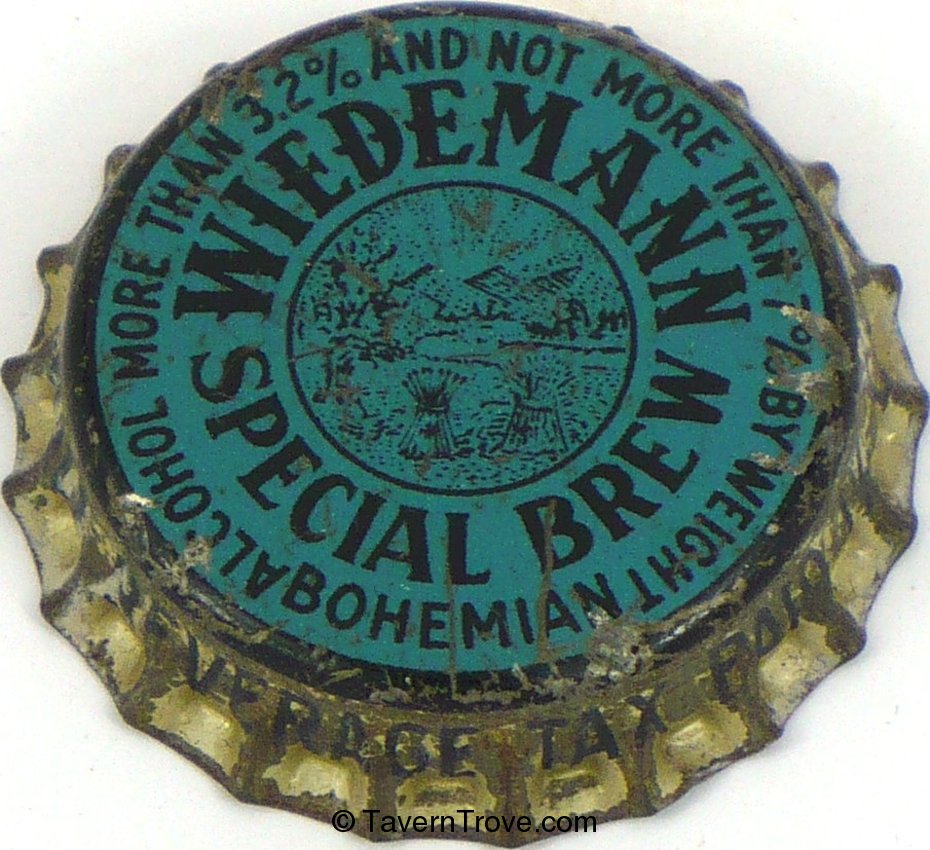 ALCOHOL MORE THAN 3.2% AND NOT MORE THAN 7% BY WEIGHT
WIEDEMANN
SPECIAL BREW
BOHEMIAN
BEVERAGE TAX PAID
© TavernTrove.com